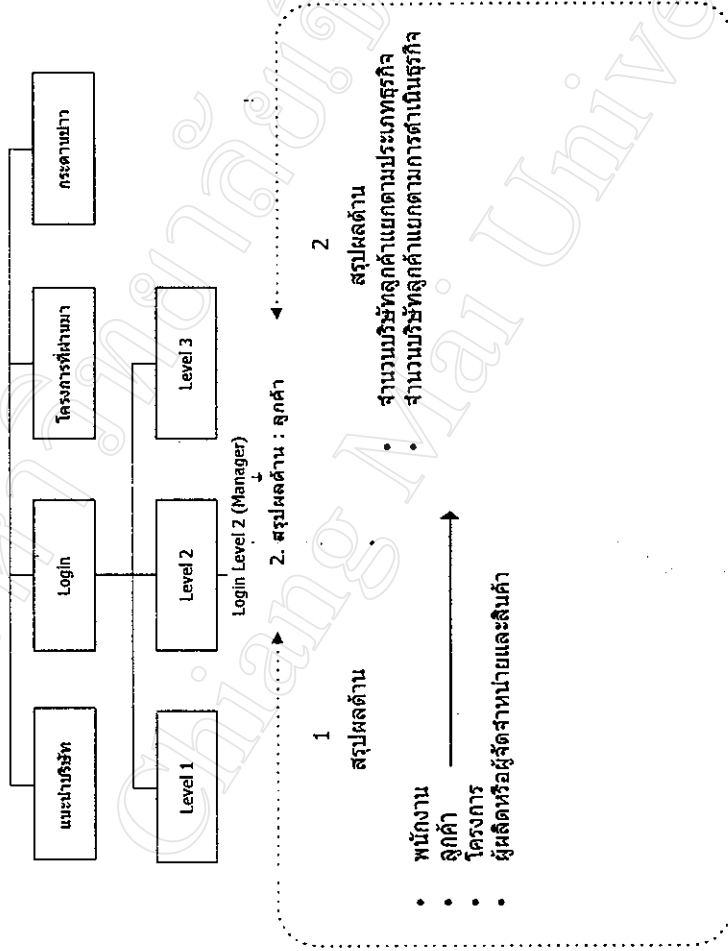 แนะนำบริษัท
Login
โครงการที่ผ่านมา
กระดานข่าว
Level 1
Level 2
Level 3
Login Level 2 (Manager)
2. สรุปผลด้าน : ลูกค้า
1
สรุปผลด้าน
• พนักงาน
• ลูกค้า
• โครงการ
• ผู้ผลิตหรือผู้จัดจำหน่ายและสินค้า
2
สรุปผลด้าน
• จำนวนบริษัทลูกค้าแยกตามประเภทธุรกิจ
• จำนวนบริษัทลูกค้าแยกตามการดำเนินธุรกิจ
Chiang Mai Unive